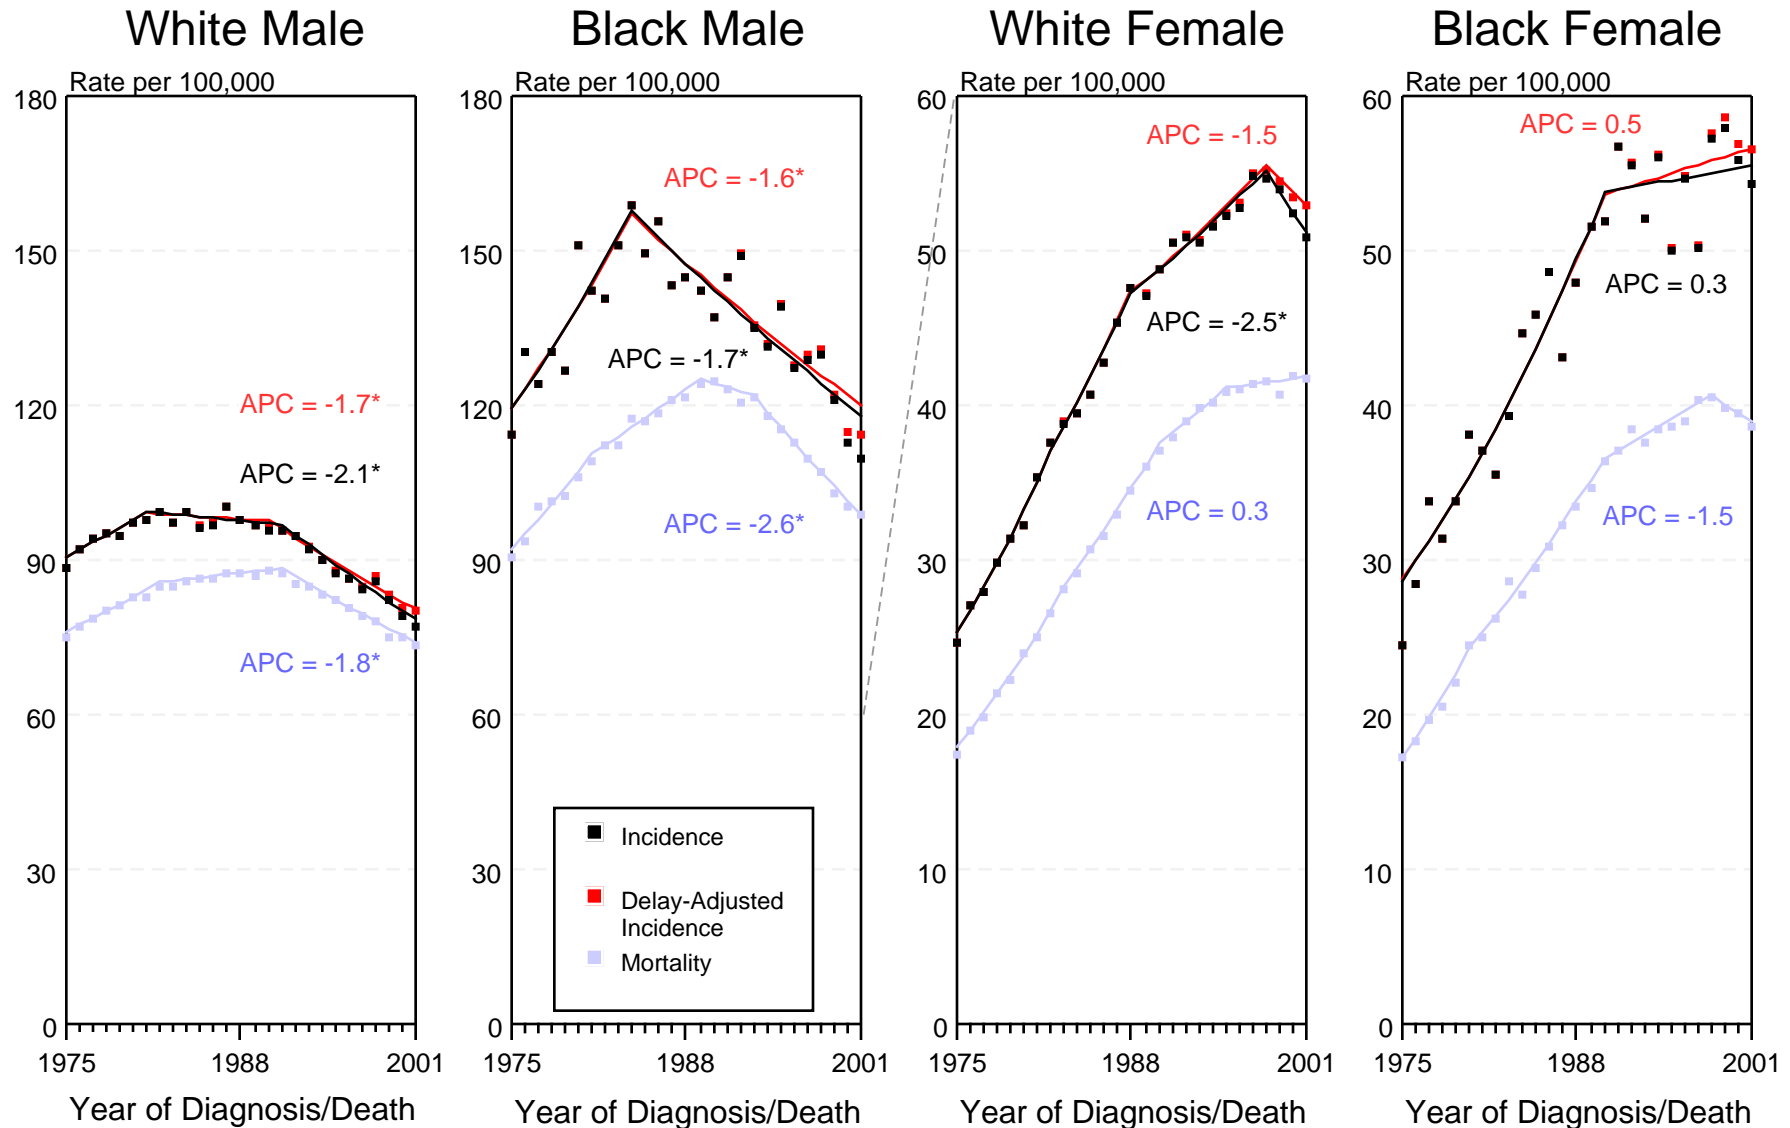 White Male
Black Male
White Female
Black Female
Rate per 100,000
Rate per 100,000
Rate per 100,000
Rate per 100,000
180
150
120
90
60
30
0
APC = -1.7*
APC = -2.1*
APC = -1.8*
1975
1988
2001
Year of Diagnosis/Death
180
150
120
90
60
30
0
APC = -1.6*
APC = -1.7*
APC = -2.6*
Incidence
Delay-Adjusted
Incidence
Mortality
1975
1988
2001
Year of Diagnosis/Death
60
50
40
30
20
10
0
APC = -1.5
APC = -2.5*
APC = 0.3
1975
1988
2001
Year of Diagnosis/Death
60
50
40
30
20
10
0
APC = 0.5
APC = 0.3
APC = -1.5
1975
1988
2001
Year of Diagnosis/Death